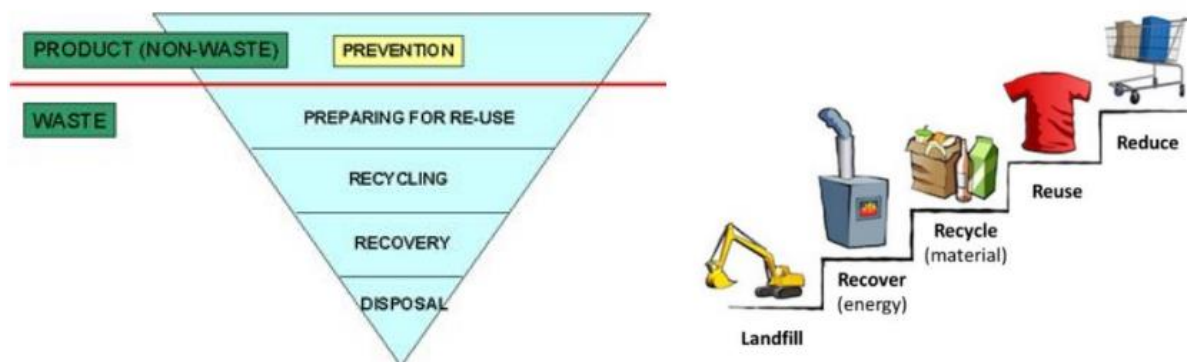 PRODUCT (NON-WASTE)
PREVENTION
WASTE
PREPARING FOR RE-USE
RECYCLING
RECOVERY
DISPOSAL
Reduce
Reuse
Recycle
(material)
Recover
(energy)
Landfill